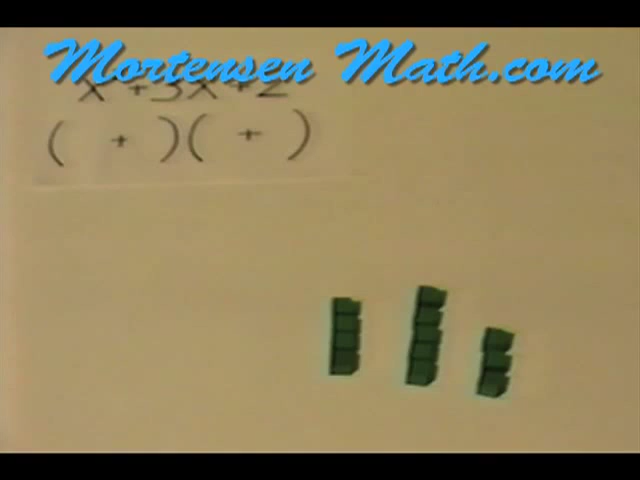 Mortensen Math.com
x +3x+2
( + )( + )